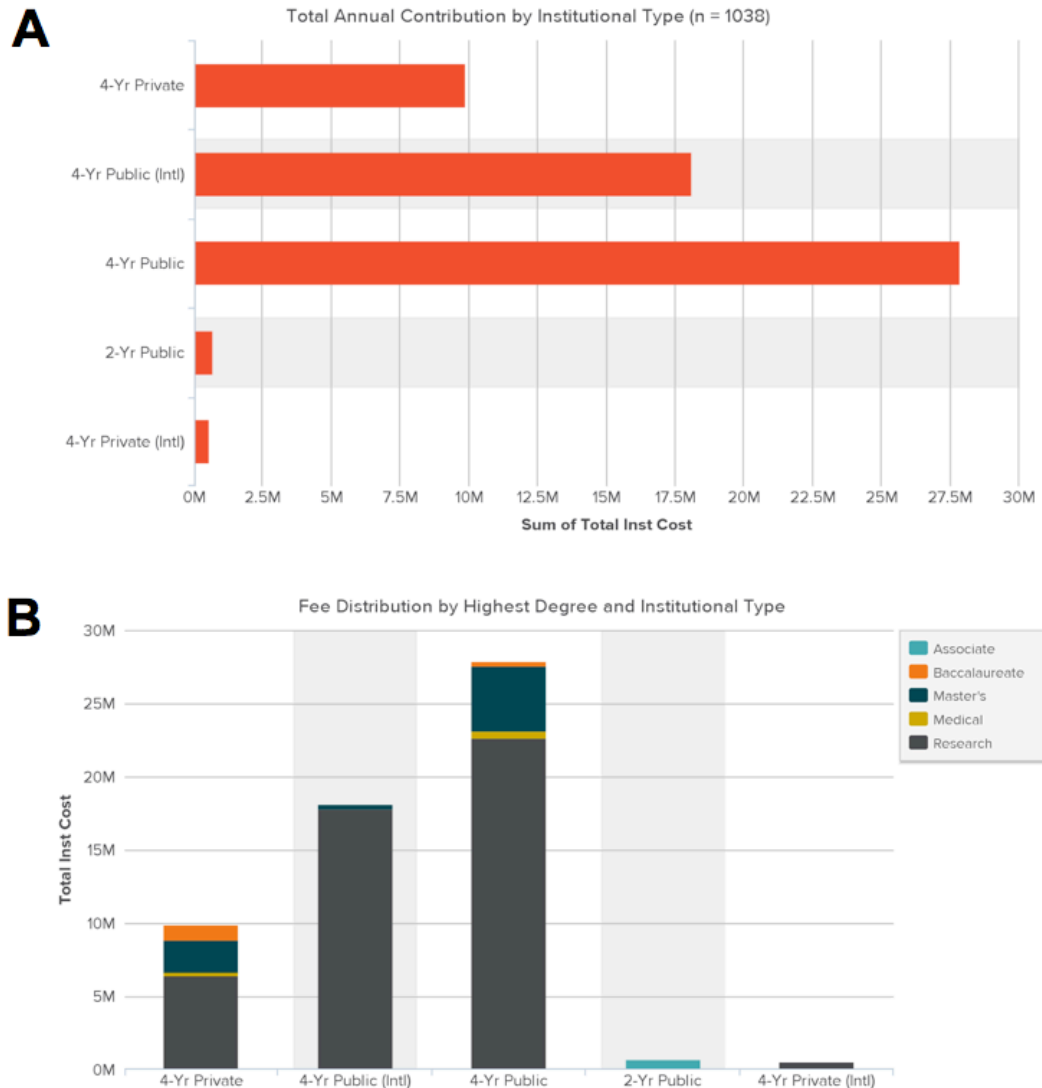 A
Total Annual Contribution by Institutional Type (n = 1038)
4-Yr Private
4-Yr Public (Intl)
4-Yr Public
2-Yr Public
4-Yr Private (Intl)
0M 2.5M 5M 7.5M 10M 12.5M 15M 17.5M 20M 22.5M 25M 27.5M 30M
Sum of Total Inst Cost
B
Fee Distribution by Highest Degree and Institutional Type
30M
25M
20M
15M
10M
5M
0M
Total Inst Cost
Associate
Baccalaureate
Master's
Medical
Research
4-Yr Private 4-Yr Public (Intl) 4-Yr Public 2-Yr Public 4-Yr Private (Intl)